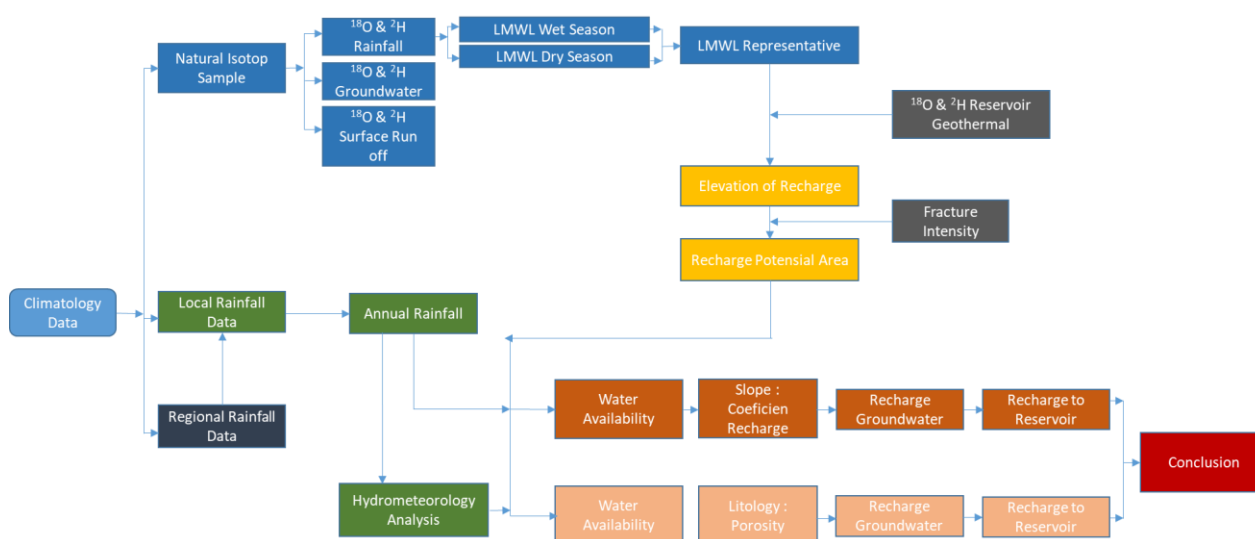 Natural Isotop
Sample
¹⁸O & ²H
Rainfall
¹⁸O & ²H
Groundwater
¹⁸O & ²H
Surface Run
off
LMWL Wet Season
LMWL Dry Season
LMWL Representative
¹⁸O & ²H Reservoir
Geothermal
Elevation of Recharge
Fracture
Intensity
Recharge Potensial Area
Climatology
Data
Local Rainfall
Data
Annual Rainfall
Regional Rainfall
Data
Water
Availability
Slope :
Coeficien
Recharge
Recharge
Groundwater
Recharge to
Reservoir
Conclusion
Hydrometeorology
Analysis
Water
Availability
Litology :
Porosity
Recharge
Groundwater
Recharge to
Reservoir